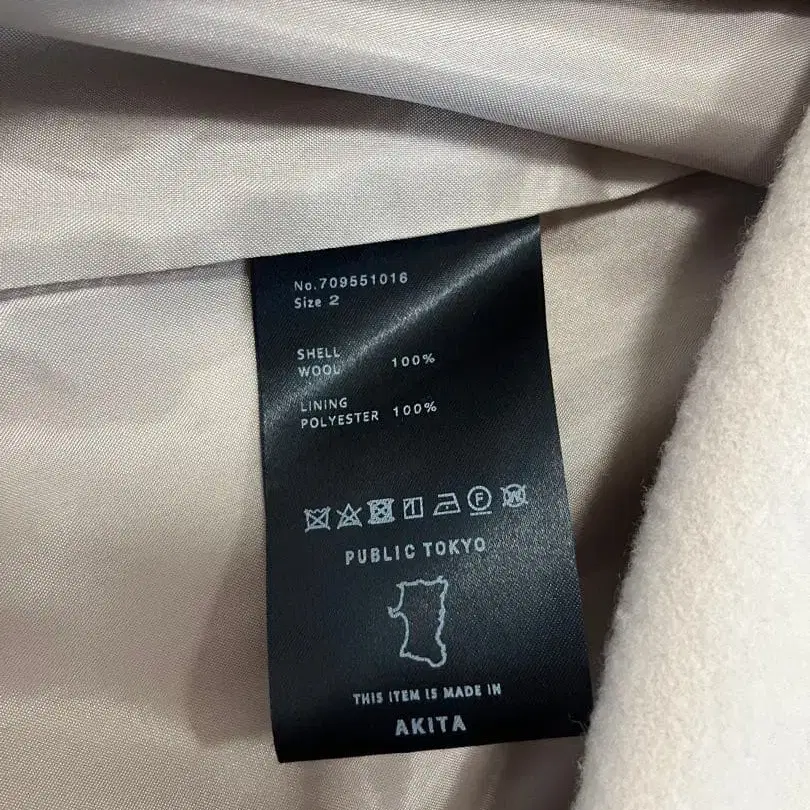 No.709551016
Size 2
SHELL
WOOL 100%
LINING
POLYESTER 100%
F W
PUBLIC TOKYO
THIS ITEM IS MADE IN
AKITA